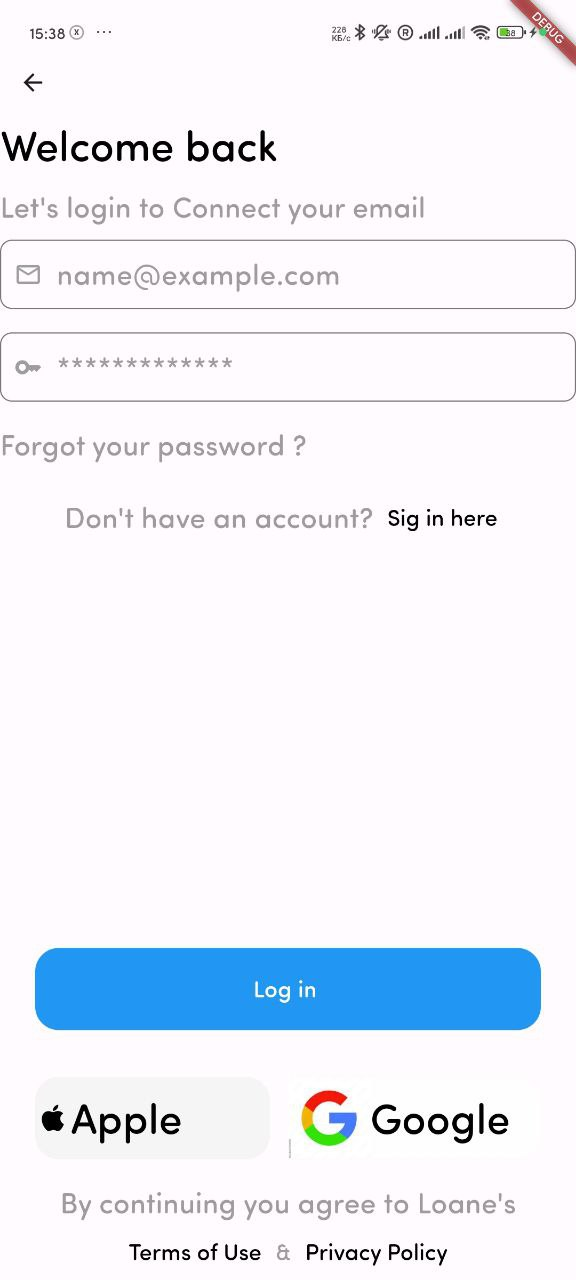 15:38 ... 226 КБ/с R 38 DEBUG
Welcome back
Let's login to Connect your email
name@example.com
*************
Forgot your password ?
Don't have an account? Sig in here
Log in
Apple Google
By continuing you agree to Loane's
Terms of Use & Privacy Policy